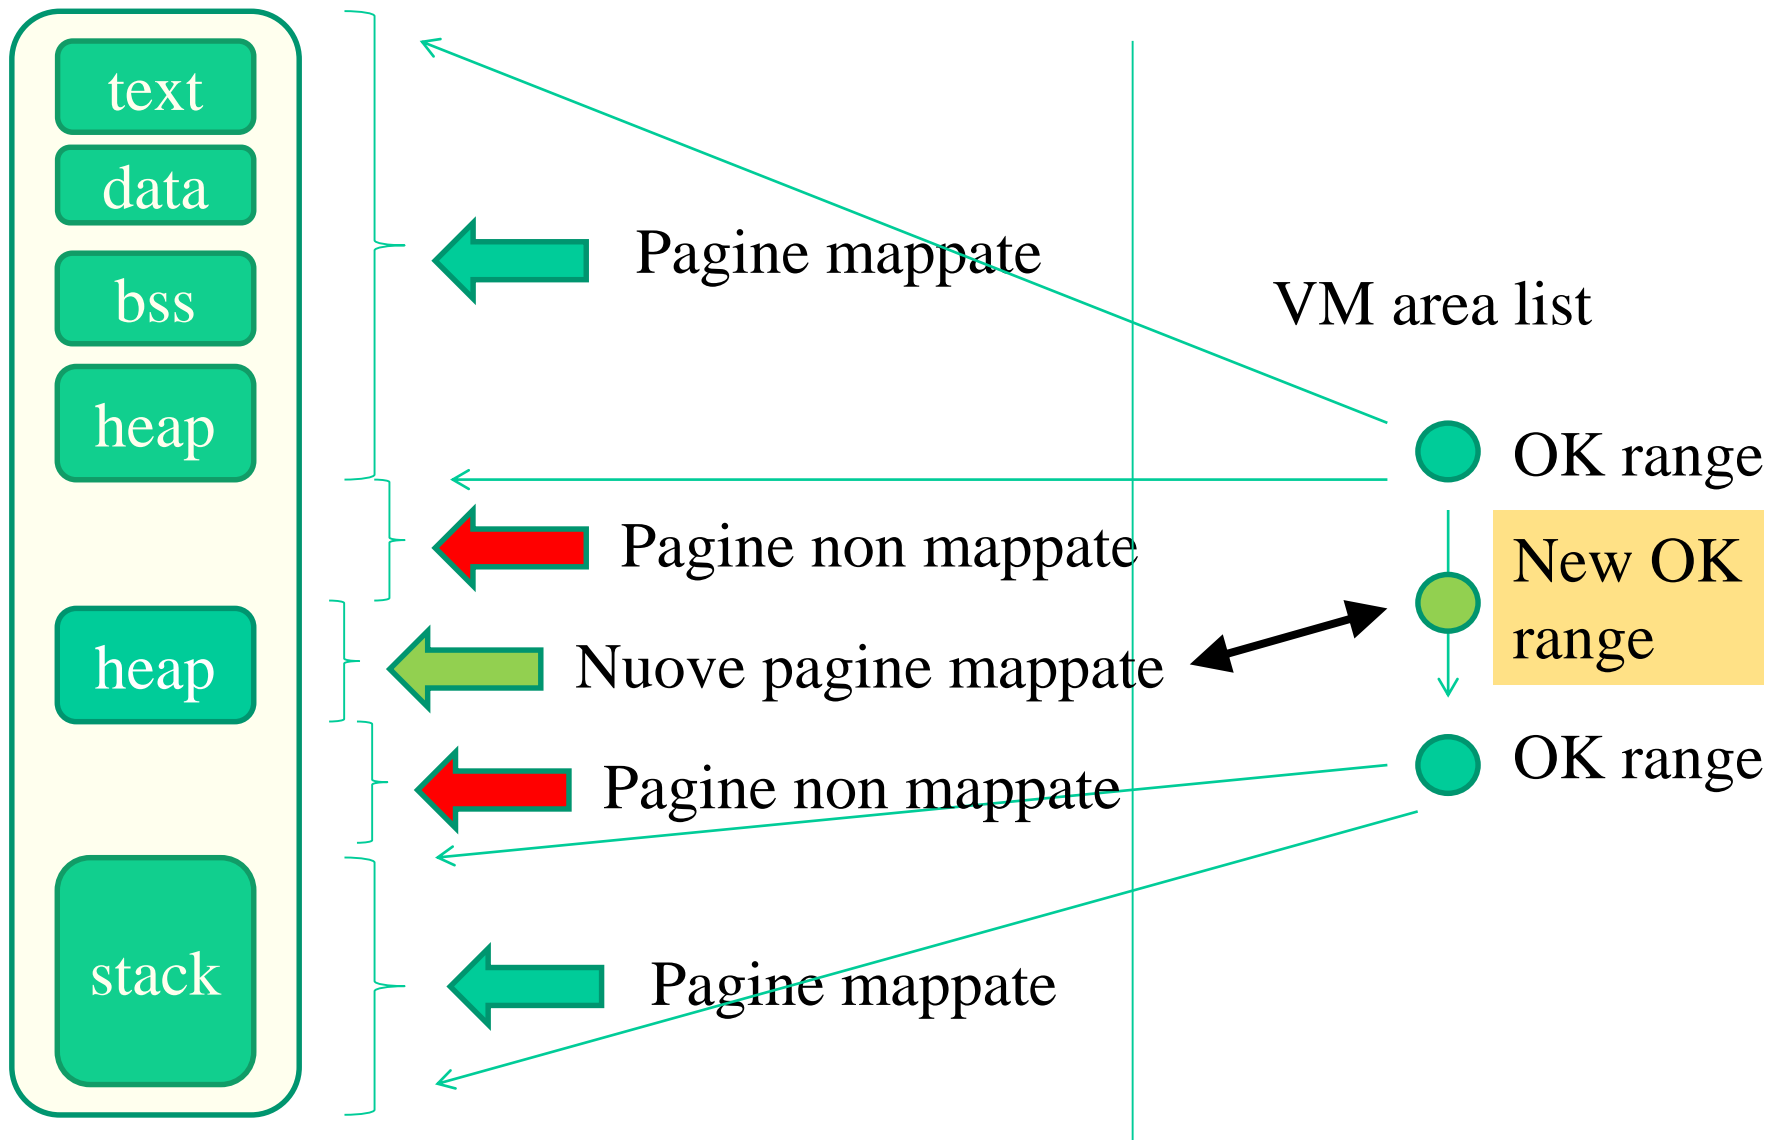 text
data
bss
heap
heap
stack
Pagine mappate
Pagine non mappate
Nuove pagine mappate
Pagine non mappate
Pagine mappate
VM area list
OK range
New OK
range
OK range